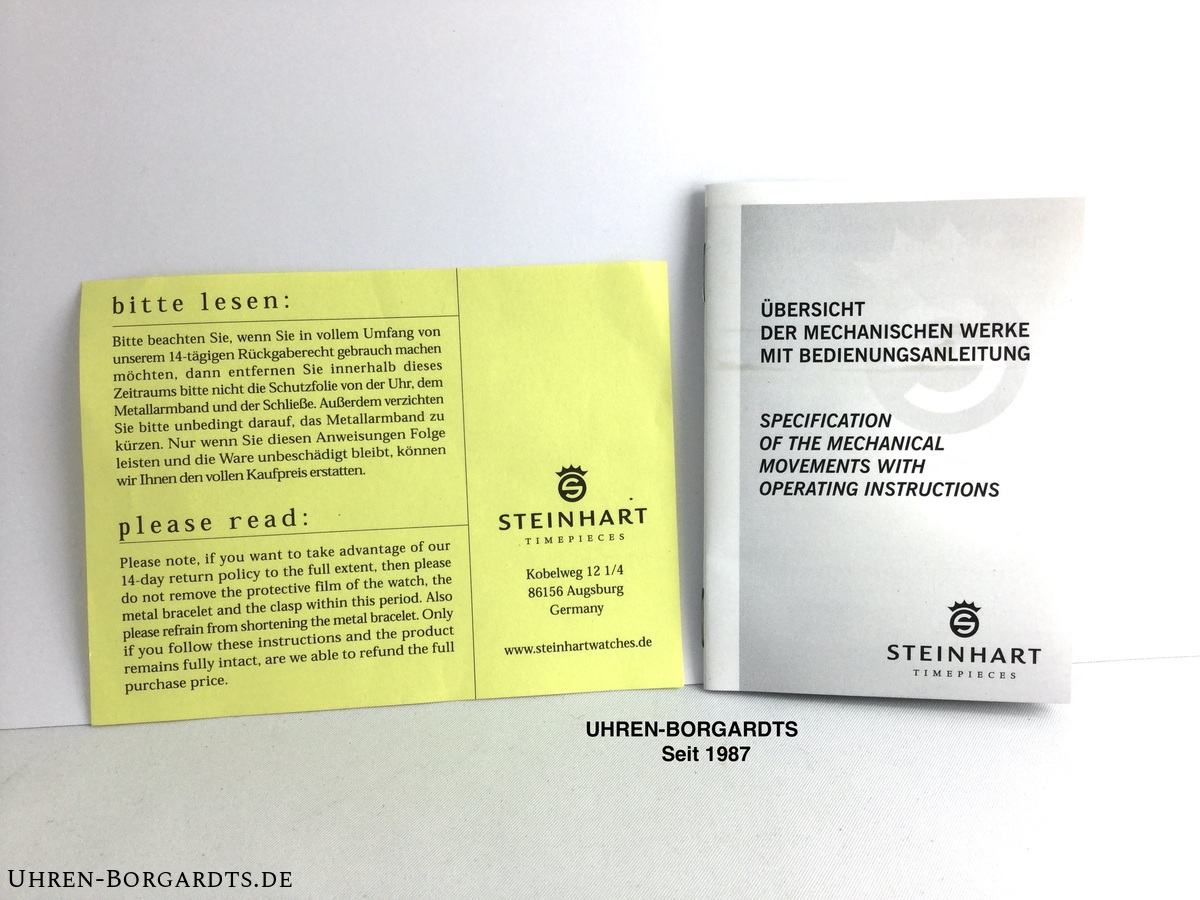 bitte lesen:
Bitte beachten Sie, wenn Sie in vollem Umfang von
unserem 14-tägigen Rückgaberecht gebrauch machen
möchten, dann entfernen Sie innerhalb dieses
Zeitraums bitte nicht die Schutzfolie von der Uhr, dem
Metallarmband und der Schließe. Außerdem verzichten
Sie bitte unbedingt darauf, das Metallarmband zu
kürzen. Nur wenn Sie diesen Anweisungen Folge
leisten und die Ware unbeschädigt bleibt, können
wir Ihnen den vollen Kaufpreis erstatten.
please read:
Please note, if you want to take advantage of our
14-day return policy to the full extent, then please
do not remove the protective film of the watch, the
metal bracelet and the clasp within this period. Also
please refrain from shortening the metal bracelet. Only
if you follow these instructions and the product
remains fully intact, are we able to refund the full
purchase price.
STEINHART
TIMEPIECES
Kobelweg 12 1/4
86156 Augsburg
Germany
www.steinhartwatches.de
ÜBERSICHT
DER MECHANISCHEN WERKE
MIT BEDIENUNGSANLEITUNG
SPECIFICATION
OF THE MECHANICAL
MOVEMENTS WITH
OPERATING INSTRUCTIONS
STEINHART
TIMEPIECES
UHREN-BORGARDTS
Seit 1987
UHREN-BORGARDTS.DE